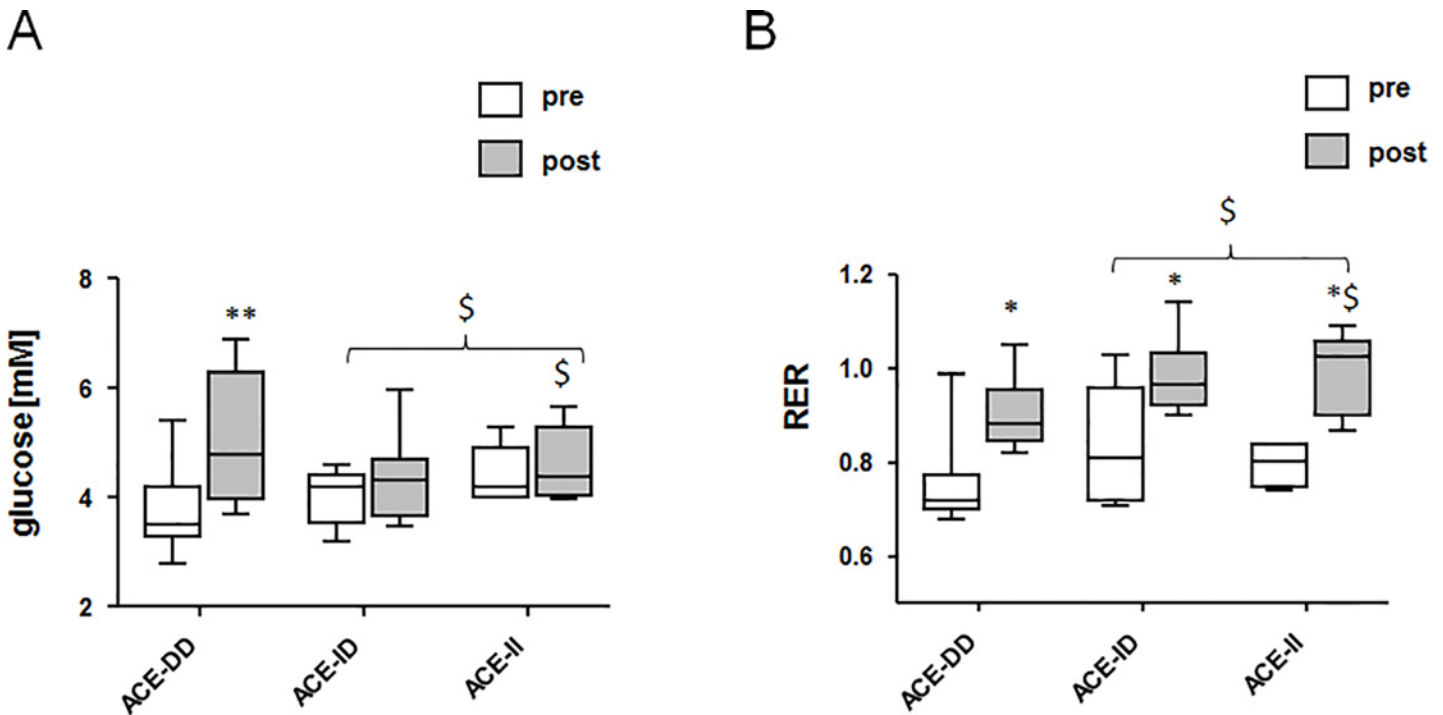 A
pre
post
8
6
4
2
glucose [mM]
**
$
$
ACE-DD
ACE-ID
ACE-II
B
pre
post
1.2
1.0
0.8
0.6
RER
$
*
*
*$
ACE-DD
ACE-ID
ACE-II